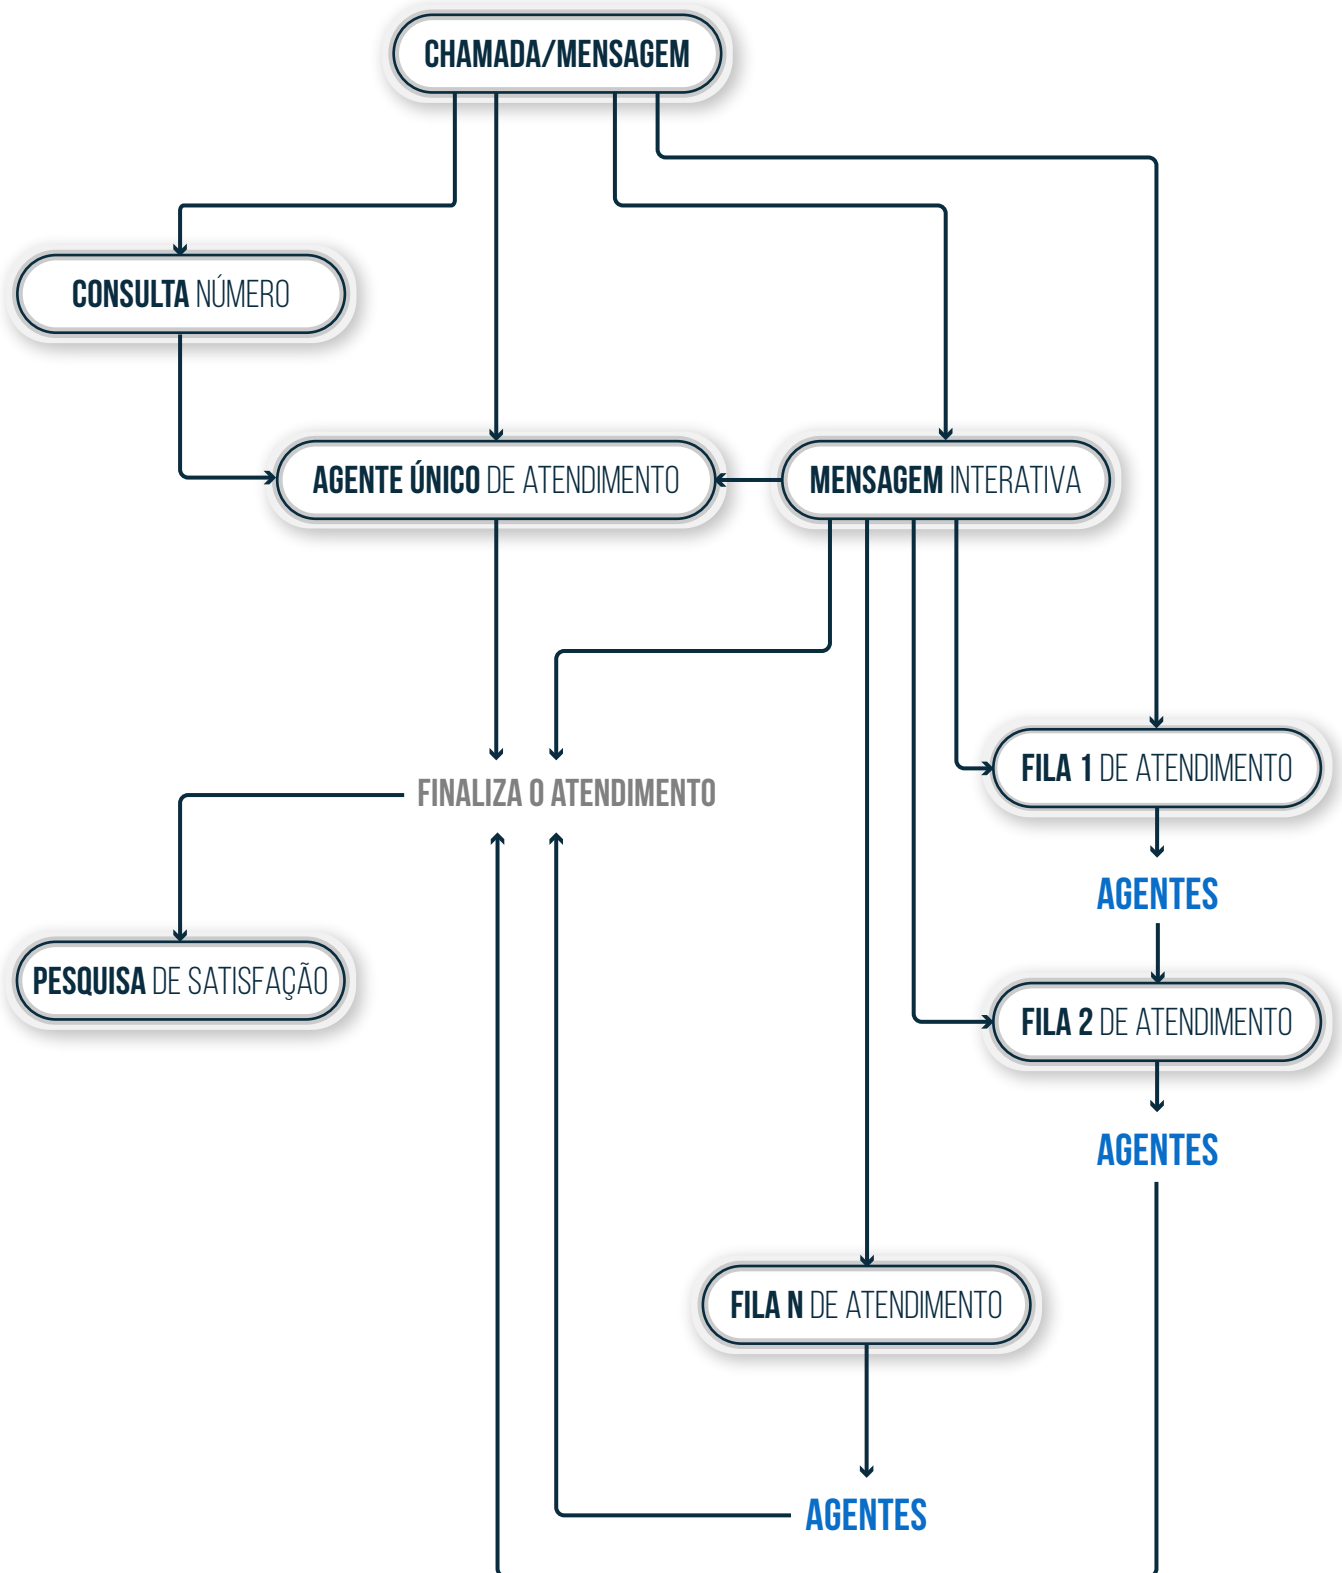 CHAMADA/MENSAGEM
CONSULTA NÚMERO
AGENTE ÚNICO DE ATENDIMENTO
MENSAGEM INTERATIVA
FINALIZA O ATENDIMENTO
FILA 1 DE ATENDIMENTO
AGENTES
PESQUISA DE SATISFAÇÃO
FILA 2 DE ATENDIMENTO
AGENTES
FILA N DE ATENDIMENTO
AGENTES